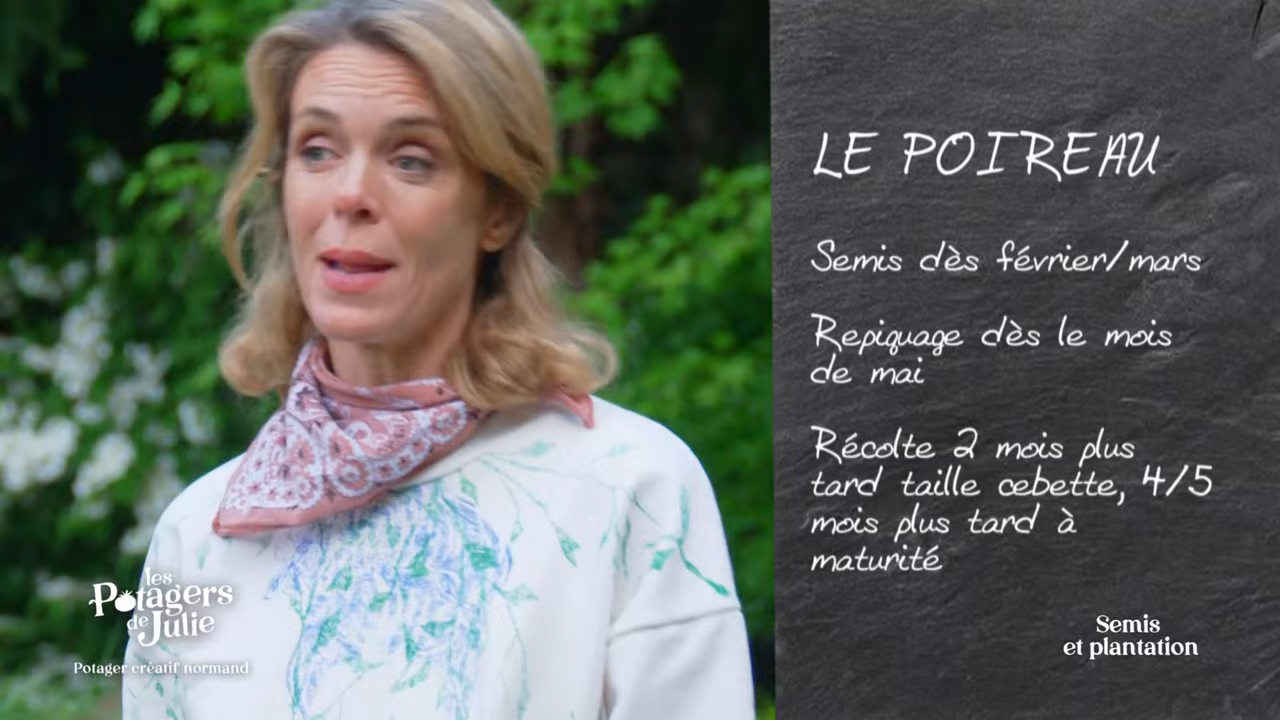 LE POIREAU
Semis dès février/mars
Repiquage dès le mois
de mai
Récolte 2 mois plus
tard taille cebette, 4/5
mois plus tard à
maturité
les
Potagers
de Julie
Potager créatif normand
Semis
et plantation